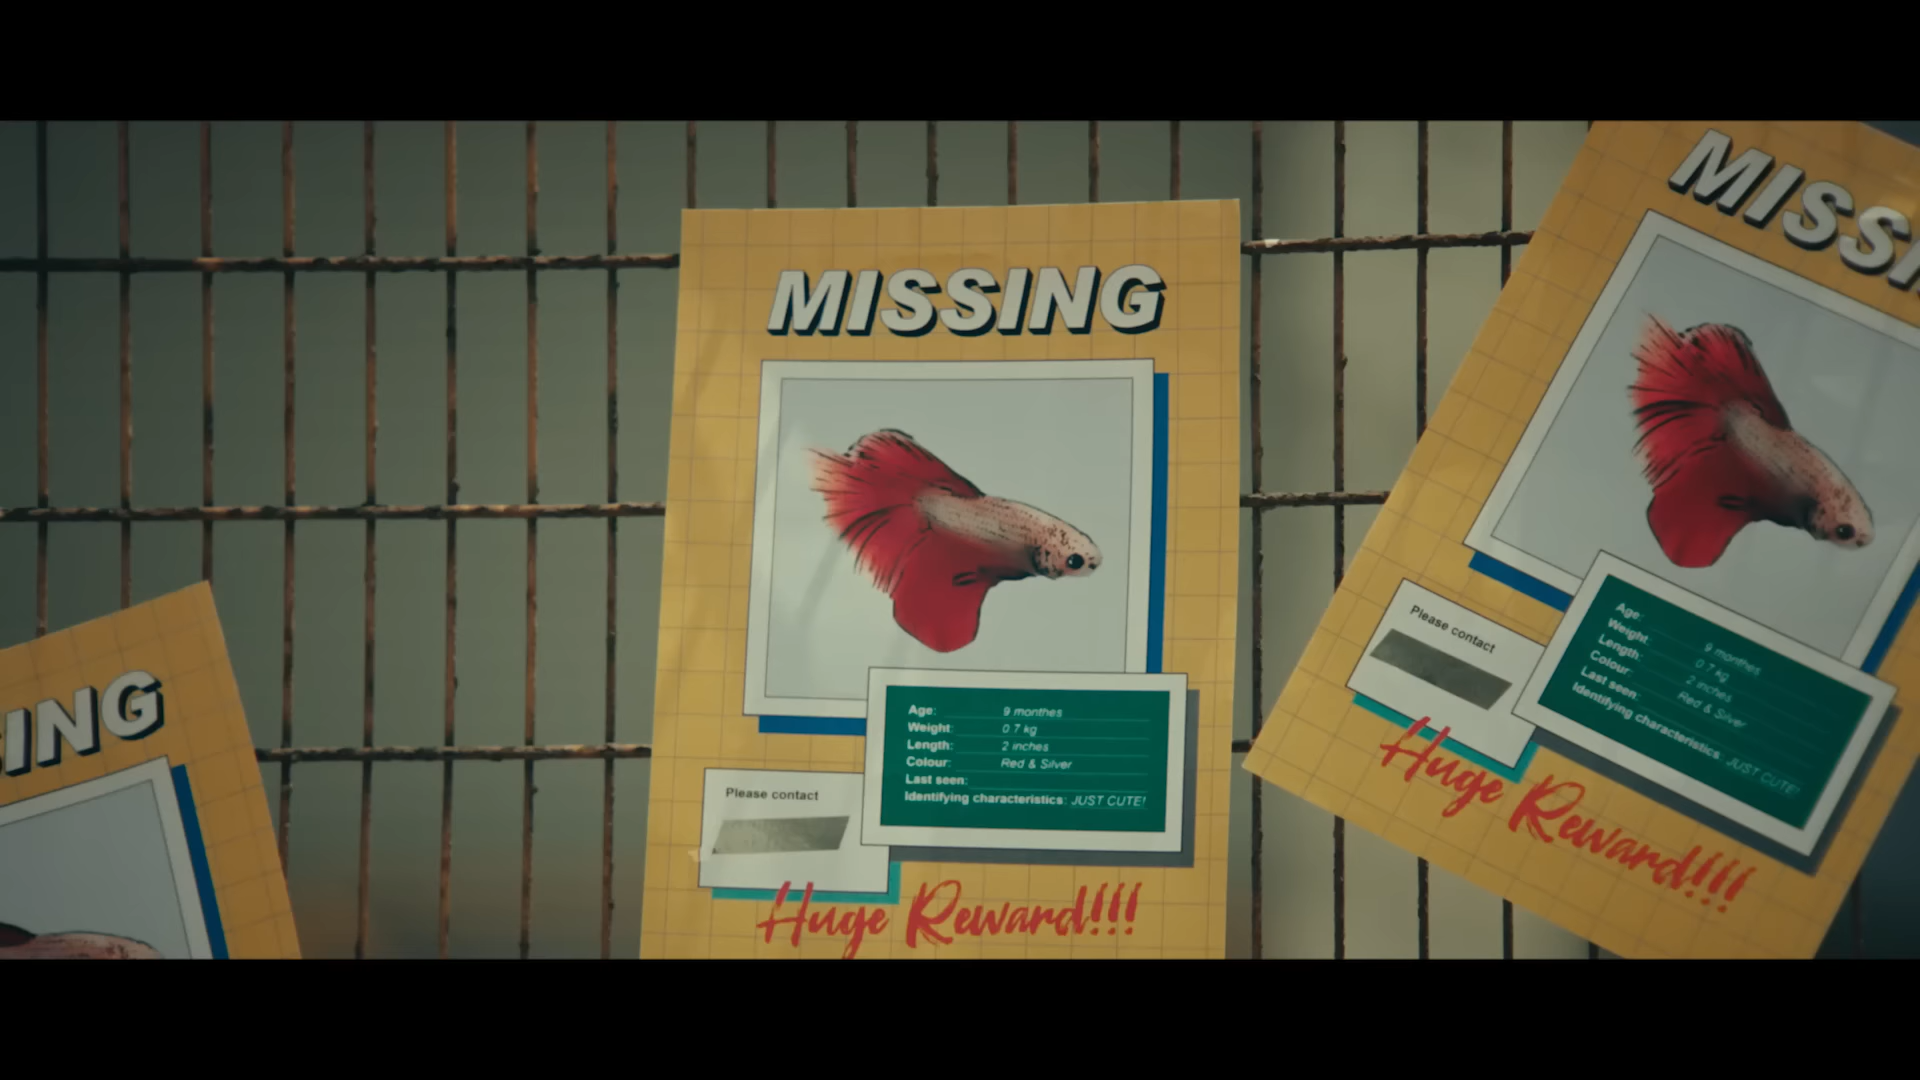 MISSING
Age: 9 monthes
Weight: 0 7 kg
Length: 2 inches
Colour: Red & Silver
Last seen:
Identifying characteristics: JUST CUTE!
Please contact
Huge Reward!!!
MISSI
Age: 9 monthes
Weight: 0 7 kg
Length: 2 inches
Colour: Red & Silver
Last seen:
Identifying characteristics: JUST CUTE!
Please contact
Huge Reward!!!
SING